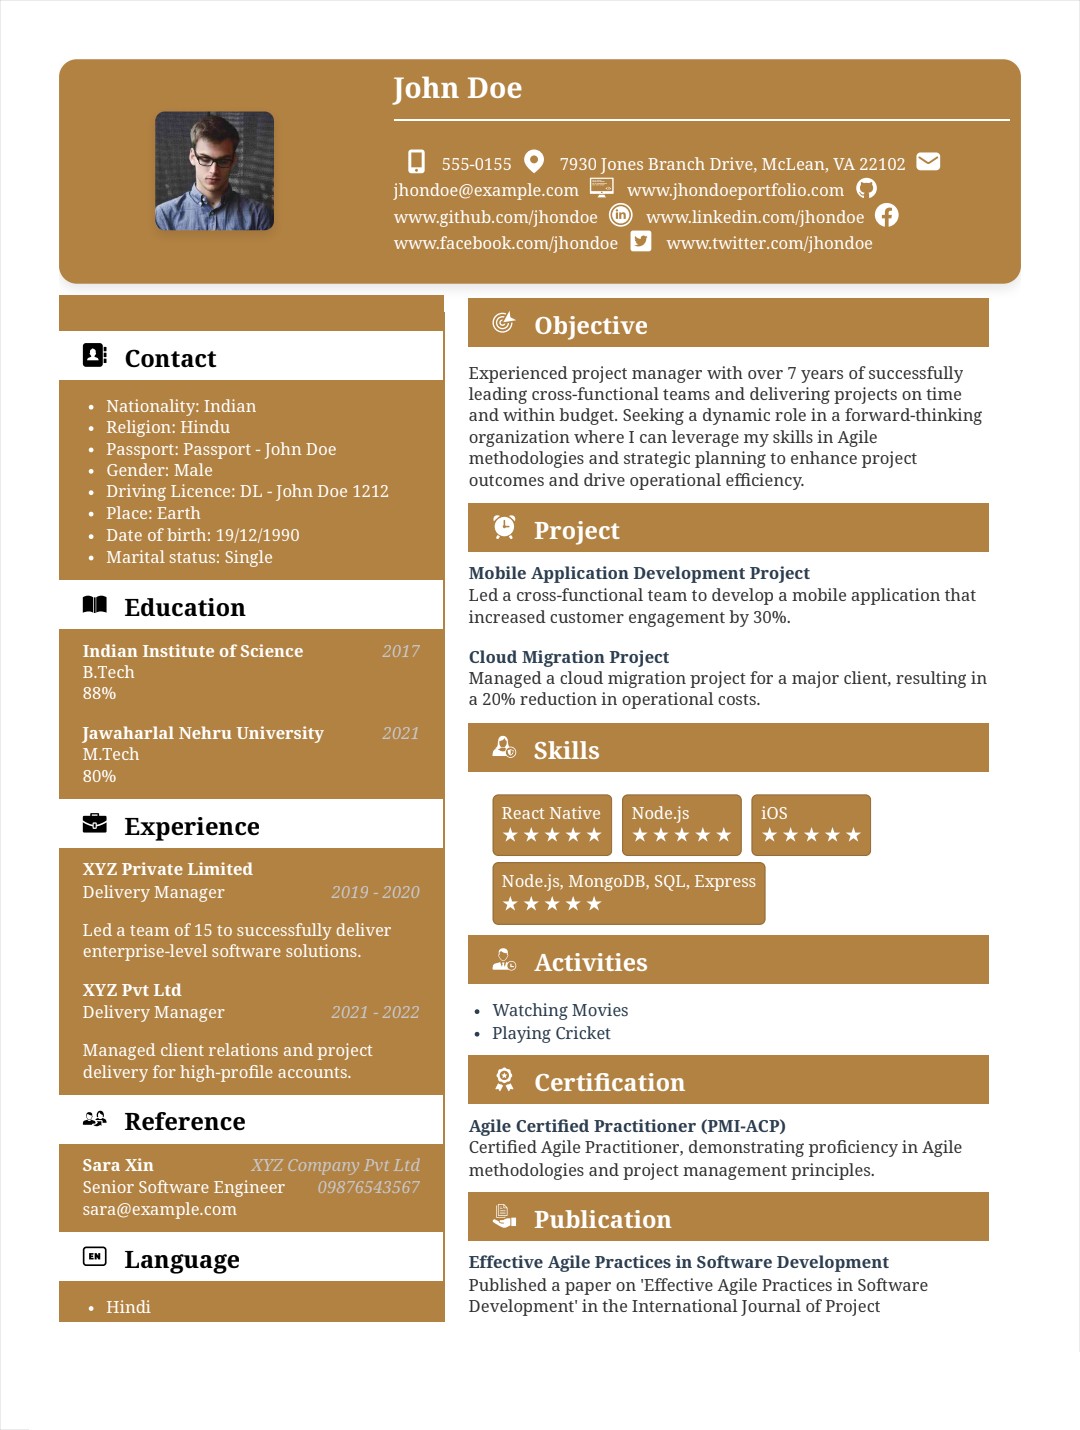 John Doe
555-0155 7930 Jones Branch Drive, McLean, VA 22102
jhondoe@example.com www.jhondoeportfolio.com
www.github.com/jhondoe www.linkedin.com/jhondoe
www.facebook.com/jhondoe www.twitter.com/jhondoe
Contact
• Nationality: Indian
• Religion: Hindu
• Passport: Passport - John Doe
• Gender: Male
• Driving Licence: DL - John Doe 1212
• Place: Earth
• Date of birth: 19/12/1990
• Marital status: Single
Education
Indian Institute of Science 2017
B.Tech
88%
Jawaharlal Nehru University 2021
M.Tech
80%
Experience
XYZ Private Limited
Delivery Manager 2019 - 2020
Led a team of 15 to successfully deliver
enterprise-level software solutions.
XYZ Pvt Ltd
Delivery Manager 2021 - 2022
Managed client relations and project
delivery for high-profile accounts.
Reference
Sara Xin XYZ Company Pvt Ltd
Senior Software Engineer 09876543567
sara@example.com
EN Language
• Hindi
Objective
Experienced project manager with over 7 years of successfully
leading cross-functional teams and delivering projects on time
and within budget. Seeking a dynamic role in a forward-thinking
organization where I can leverage my skills in Agile
methodologies and strategic planning to enhance project
outcomes and drive operational efficiency.
Project
Mobile Application Development Project
Led a cross-functional team to develop a mobile application that
increased customer engagement by 30%.
Cloud Migration Project
Managed a cloud migration project for a major client, resulting in
a 20% reduction in operational costs.
Skills
React Native Node.js iOS
★★★★★ ★★★★★ ★★★★★
Node.js, MongoDB, SQL, Express
★★★★★
Activities
• Watching Movies
• Playing Cricket
Certification
Agile Certified Practitioner (PMI-ACP)
Certified Agile Practitioner, demonstrating proficiency in Agile
methodologies and project management principles.
Publication
Effective Agile Practices in Software Development
Published a paper on 'Effective Agile Practices in Software
Development' in the International Journal of Project